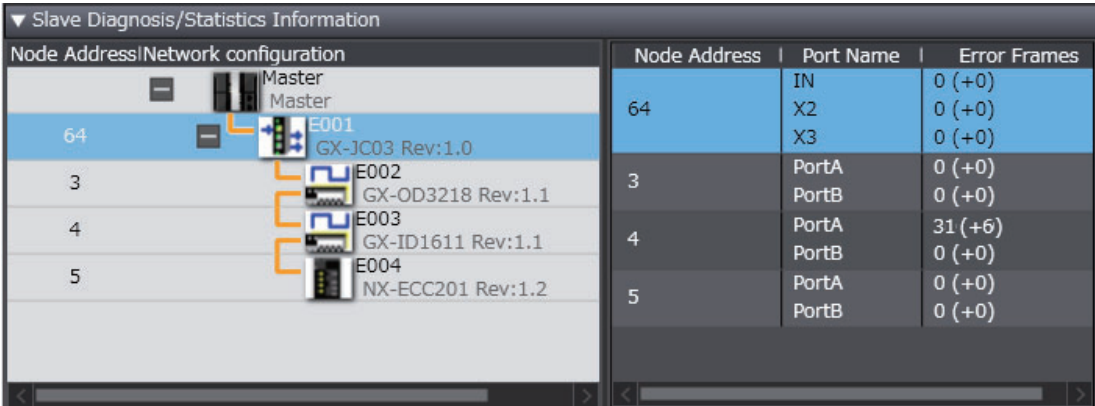 ▼ Slave Diagnosis/Statistics Information
Node Address|Network configuration
Master
Master
64
E001
GX-JC03 Rev:1.0
3
E002
GX-OD3218 Rev:1.1
4
E003
GX-ID1611 Rev:1.1
5
E004
NX-ECC201 Rev:1.2
Node Address | Port Name | Error Frames
64
IN 0 (+0)
X2 0 (+0)
X3 0 (+0)
3
PortA 0 (+0)
PortB 0 (+0)
4
PortA 31 (+6)
PortB 0 (+0)
5
PortA 0 (+0)
PortB 0 (+0)